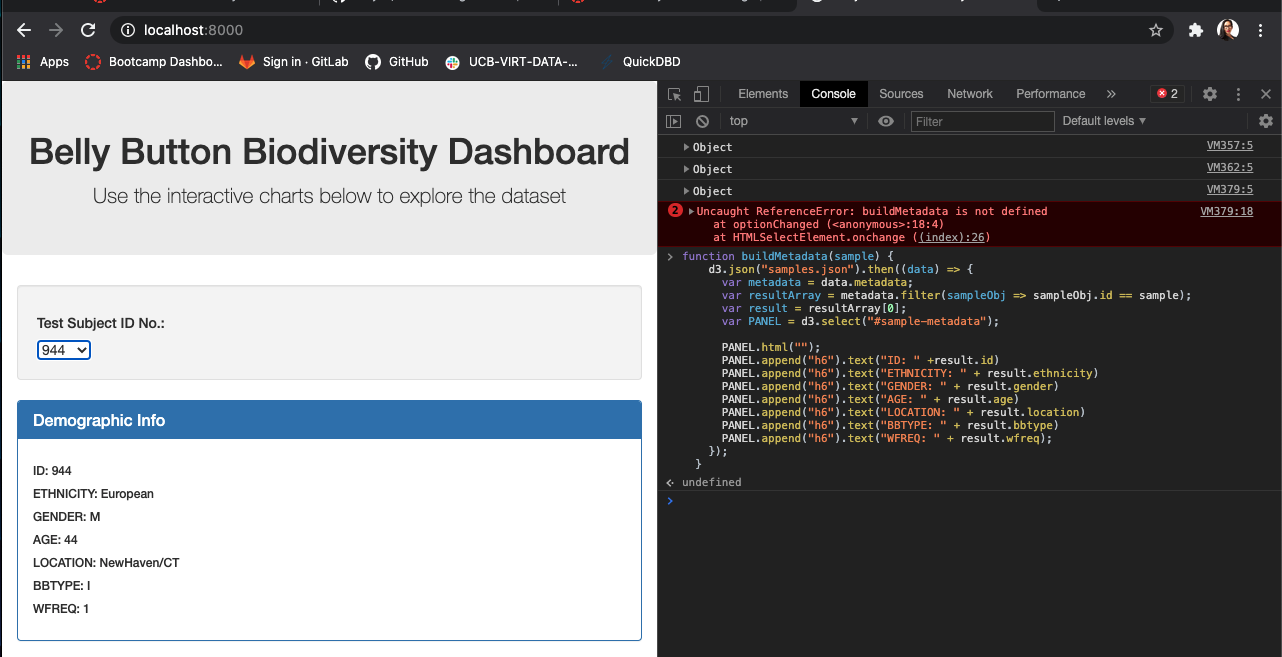 localhost:8000
Apps Bootcamp Dashbo... Sign in · GitLab GitHub UCB-VIRT-DATA-... QuickDBD
Belly Button Biodiversity Dashboard
Use the interactive charts below to explore the dataset
Test Subject ID No.:
944
Demographic Info
ID: 944
ETHNICITY: European
GENDER: M
AGE: 44
LOCATION: NewHaven/CT
BBTYPE: I
WFREQ: 1
Elements Console Sources Network Performance » 2
top Filter Default levels
Object VM357:5
Object VM362:5
Object VM379:5
2 Uncaught ReferenceError: buildMetadata is not defined VM379:18
at optionChanged (<anonymous>:18:4)
at HTMLSelectElement.onchange ((index):26)
function buildMetadata(sample) {
d3.json("samples.json").then((data) => {
var metadata = data.metadata;
var resultArray = metadata.filter(sampleObj => sampleObj.id == sample);
var result = resultArray[0];
var PANEL = d3.select("#sample-metadata");
PANEL.html("");
PANEL.append("h6").text("ID: " +result.id)
PANEL.append("h6").text("ETHNICITY: " + result.ethnicity)
PANEL.append("h6").text("GENDER: " + result.gender)
PANEL.append("h6").text("AGE: " + result.age)
PANEL.append("h6").text("LOCATION: " + result.location)
PANEL.append("h6").text("BBTYPE: " + result.bbtype)
PANEL.append("h6").text("WFREQ: " + result.wfreq);
});
}
undefined